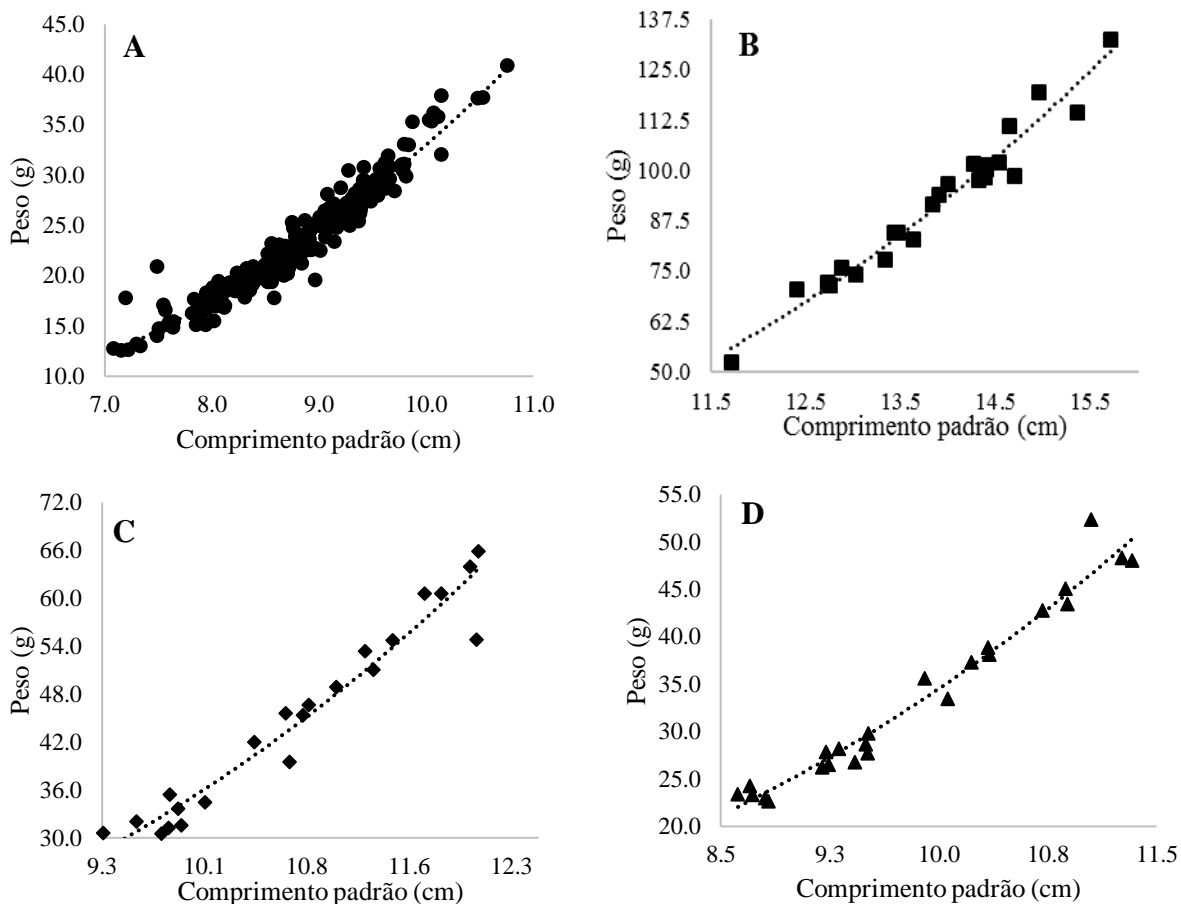 A
Peso (g)
45.0
40.0
35.0
30.0
25.0
20.0
15.0
10.0
7.0 8.0 9.0 10.0 11.0
Comprimento padrão (cm)
B
Peso (g)
137.5
125.0
112.5
100.0
87.5
75.0
62.5
50.0
11.5 12.5 13.5 14.5 15.5
Comprimento padrão (cm)
C
Peso (g)
72.0
66.0
60.0
54.0
48.0
42.0
36.0
30.0
9.3 10.1 10.8 11.6 12.3
Comprimento padrão (cm)
D
Peso (g)
55.0
50.0
45.0
40.0
35.0
30.0
25.0
20.0
8.5 9.3 10.0 10.8 11.5
Comprimento padrão (cm)